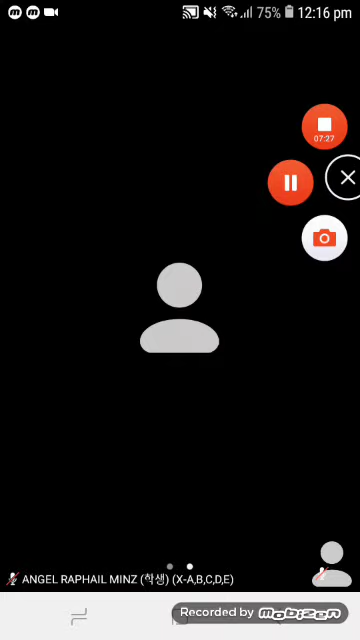 75% 12:16 pm
07:27
ANGEL RAPHAIL MINZ (학생) (X-A,B,C,D,E)
Recorded by mobizen